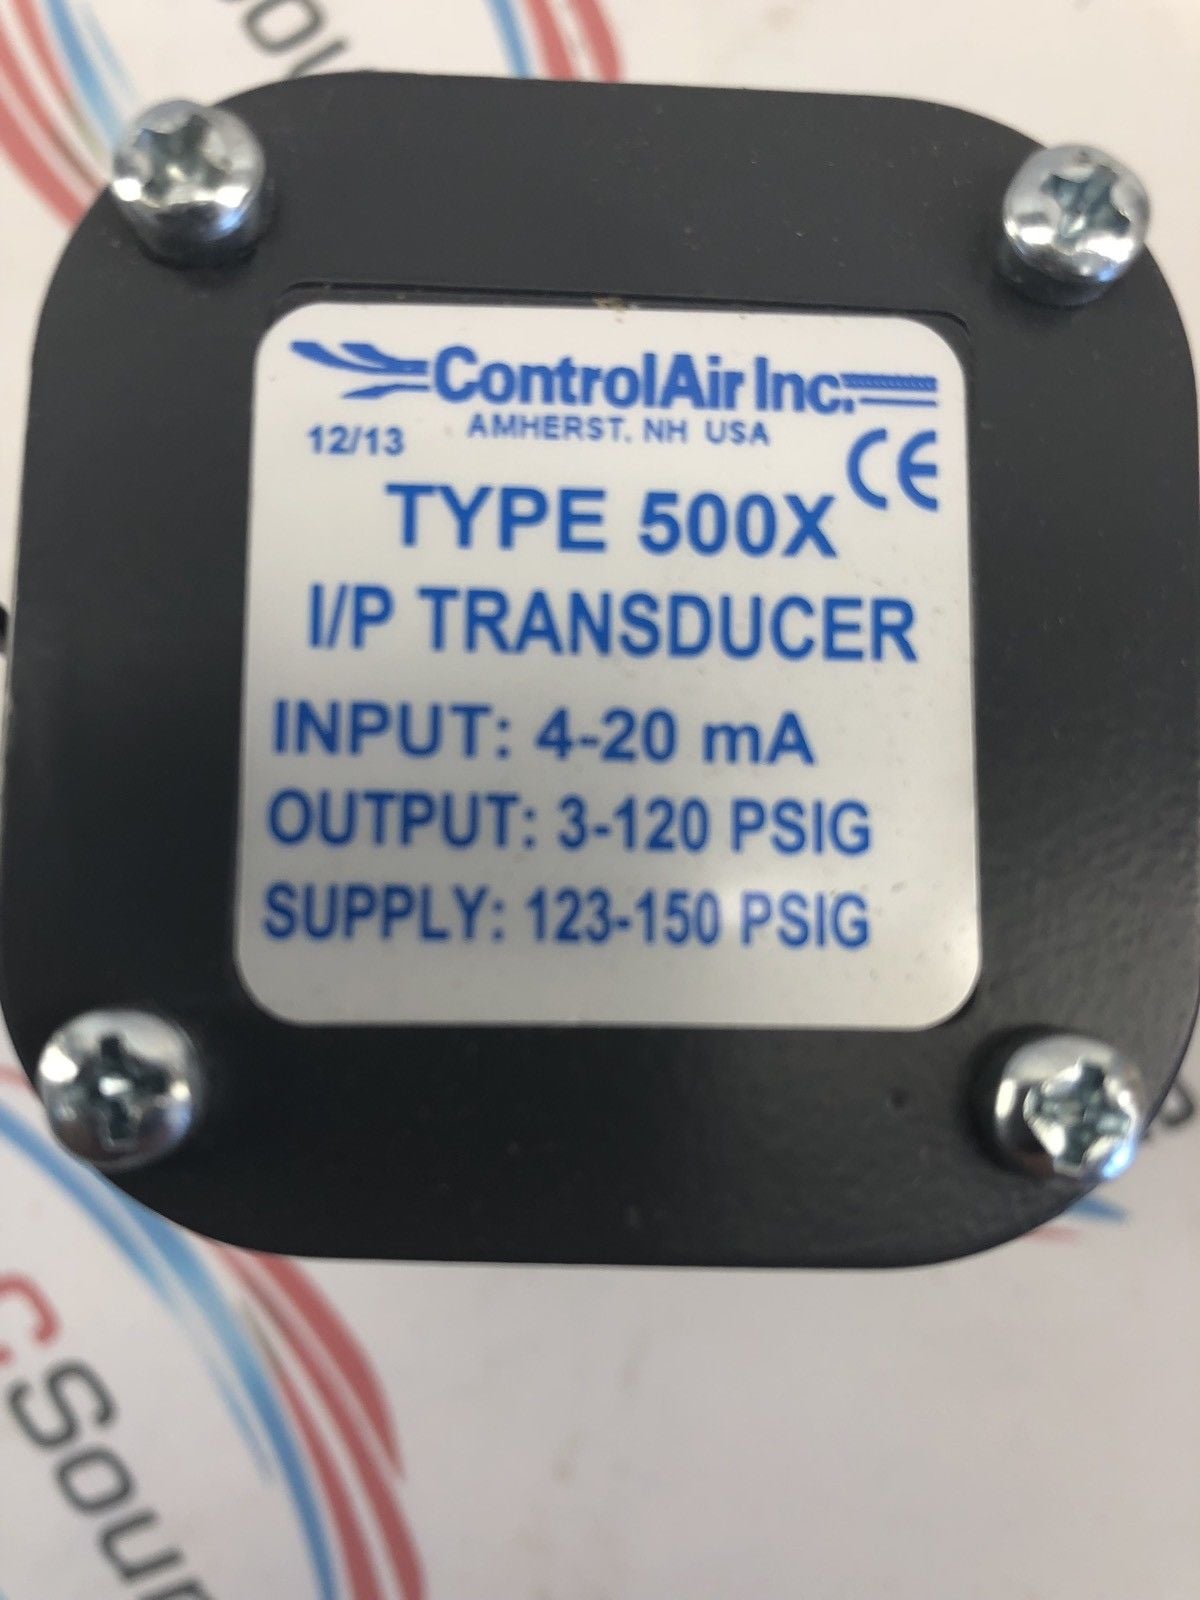 ControlAir Inc.
AMHERST, NH USA
12/13
CE
TYPE 500X
I/P TRANSDUCER
INPUT: 4-20 mA
OUTPUT: 3-120 PSIG
SUPPLY: 123-150 PSIG